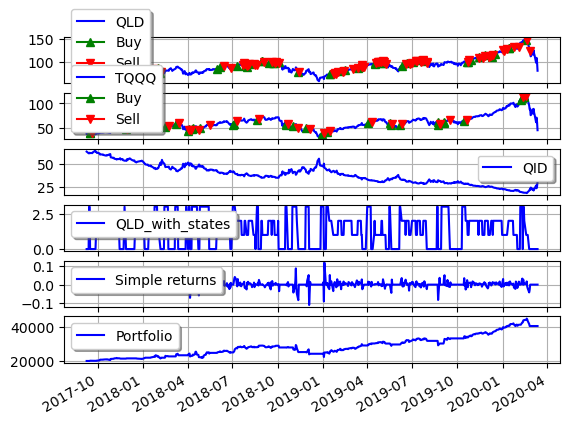 QLD
Buy
Sell
150
100
TQQQ
Buy
Sell
100
50
QID
50
25
QLD_with_states
2.5
0.0
Simple returns
0.1
0.0
−0.1
Portfolio
40000
20000
2017-10 2018-01 2018-04 2018-07 2018-10 2019-01 2019-04 2019-07 2019-10 2020-01 2020-04